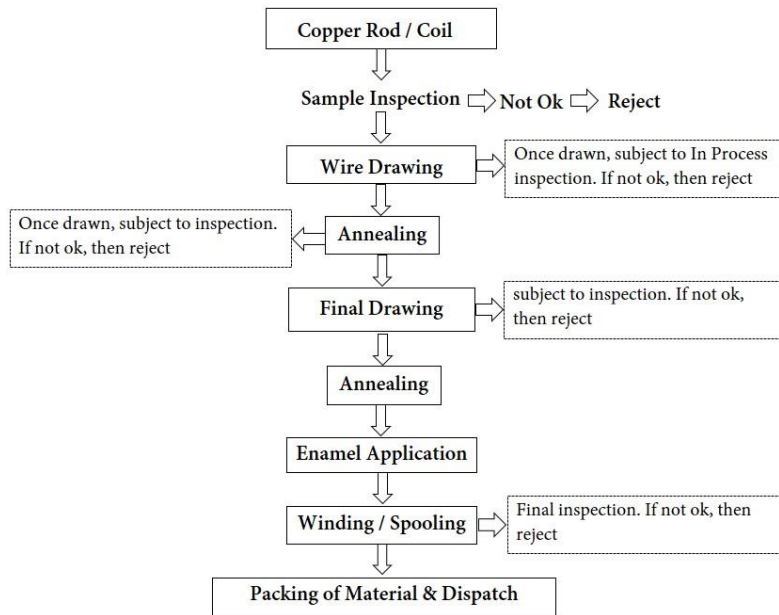 Copper Rod / Coil
Sample Inspection
Not Ok
Reject
Wire Drawing
Once drawn, subject to In Process
inspection. If not ok, then reject
Once drawn, subject to inspection.
If not ok, then reject
Annealing
Final Drawing
subject to inspection. If not ok,
then reject
Annealing
Enamel Application
Winding / Spooling
Final inspection. If not ok, then
reject
Packing of Material & Dispatch